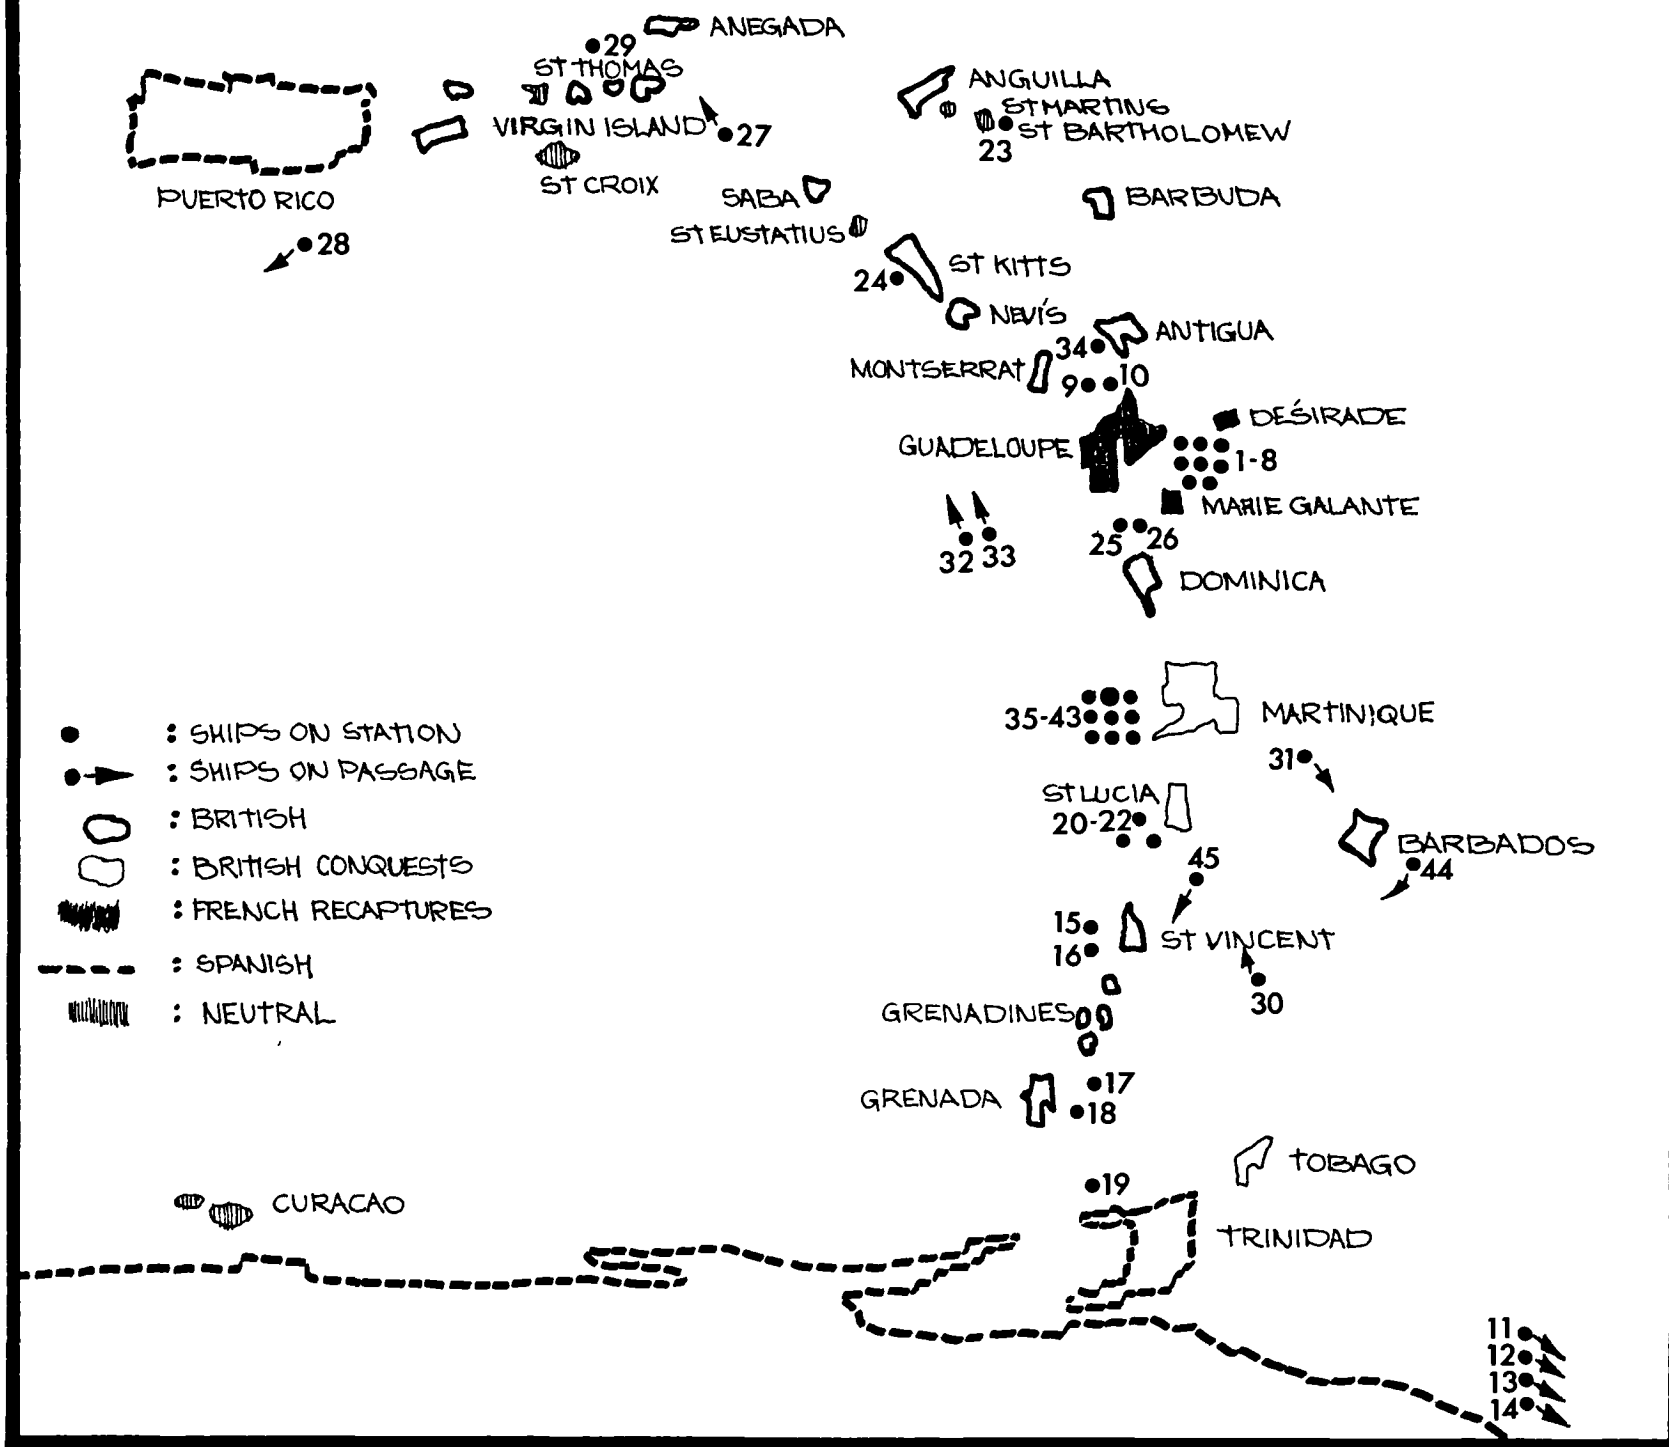 ANEGADA
29
ST THOMAS
ANGUILLA
ST MARTINS
VIRGIN ISLAND
27
ST BARTHOLOMEW
23
ST CROIX
PUERTO RICO
SABA
BARBUDA
ST EUSTATIUS
28
ST KITTS
24
NEVÍS
34
ANTIGUA
MONTSERRAT
9
10
DEŚIRADE
GUADELOUPE
1-8
MARIE GALANTE
25
26
32
33
DOMINICA
35-43
MARTINIQUE
31
ST LUCIA
20-22
BARBADOS
44
45
15
16
ST VINCENT
30
GRENADINES
17
GRENADA
18
TOBAGO
19
CURACAO
TRINIDAD
11
12
13
14
: SHIPS ON STATION
: SHIPS ON PASSAGE
: BRITISH
: BRITISH CONQUESTS
: FRENCH RECAPTURES
: SPANISH
: NEUTRAL